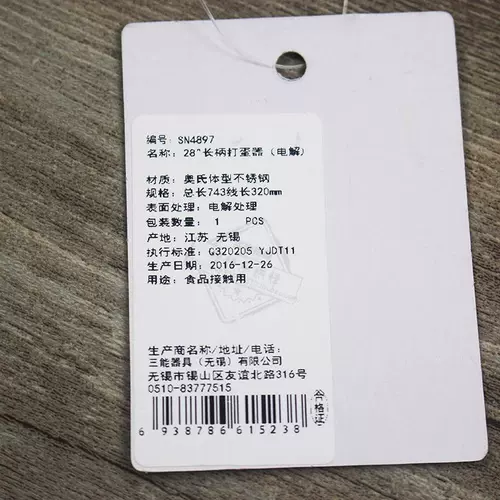 编号: SN4897
名称: 28"长柄打蛋器 (电解)
材质: 奥氏体型不锈钢
规格: 总长743线长320mm
表面处理: 电解处理
包装数量: 1 PCS
产地: 江苏 无锡
执行标准: Q320205 YJDT11
生产日期: 2016-12-26
用途: 食品接触用
生产商名称/地址/电话:
三能器具 (无锡) 有限公司
无锡市锡山区友谊北路316号
0510-83777515
6 938786 615238
合格证